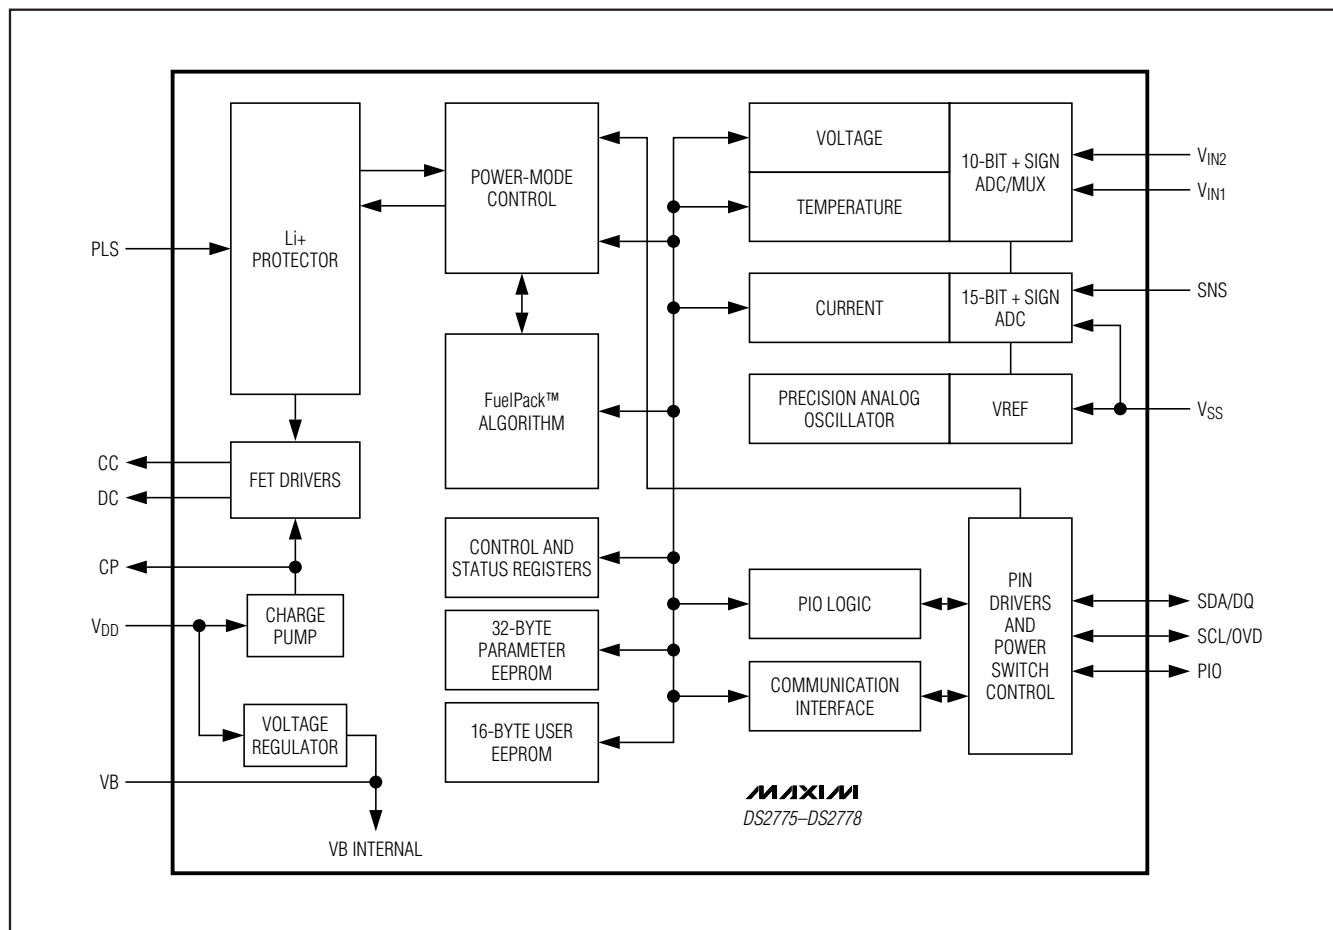 PLS
CC
DC
CP
VDD
VB
Li+
PROTECTOR
FET DRIVERS
CHARGE
PUMP
VOLTAGE
REGULATOR
VB INTERNAL
POWER-MODE
CONTROL
FuelPack™
ALGORITHM
CONTROL AND
STATUS REGISTERS
32-BYTE
PARAMETER
EEPROM
16-BYTE USER
EEPROM
VOLTAGE
TEMPERATURE
10-BIT + SIGN
ADC/MUX
CURRENT
15-BIT + SIGN
ADC
PRECISION ANALOG
OSCILLATOR
VREF
PIO LOGIC
COMMUNICATION
INTERFACE
PIN
DRIVERS
AND
POWER
SWITCH
CONTROL
MAXIM
DS2775–DS2778
VIN2
VIN1
SNS
VSS
SDA/DQ
SCL/OVD
PIO